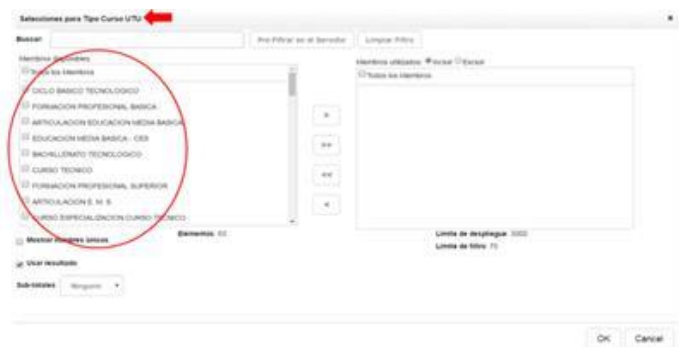 Selecciones para Tipo Curso UTU
Buscar:
Pre-Filtrar en el Servidor
Limpiar Filtro
Miembros disponibles
Todos los Miembros
CICLO BASICO TECNOLOGICO
FORMACION PROFESIONAL BASICA
ARTICULACION EDUCACION MEDIA BASICA
EDUCACION MEDIA BASICA - CES
BACHILLERATO TECNOLOGICO
CURSO TECNICO
FORMACION PROFESIONAL SUPERIOR
ARTICULACION E. M. S
CURSO ESPECIALIZACION CURSO TECNICO
>
>>
<<
<
Miembros utilizados: Incluir Excluir
Todos los Miembros
Elementos:
Mostrar nombres únicos
Límite de despliegue:
Límite de filtro:
Usar resultado
Sub-totales Ninguno
OK Cancel